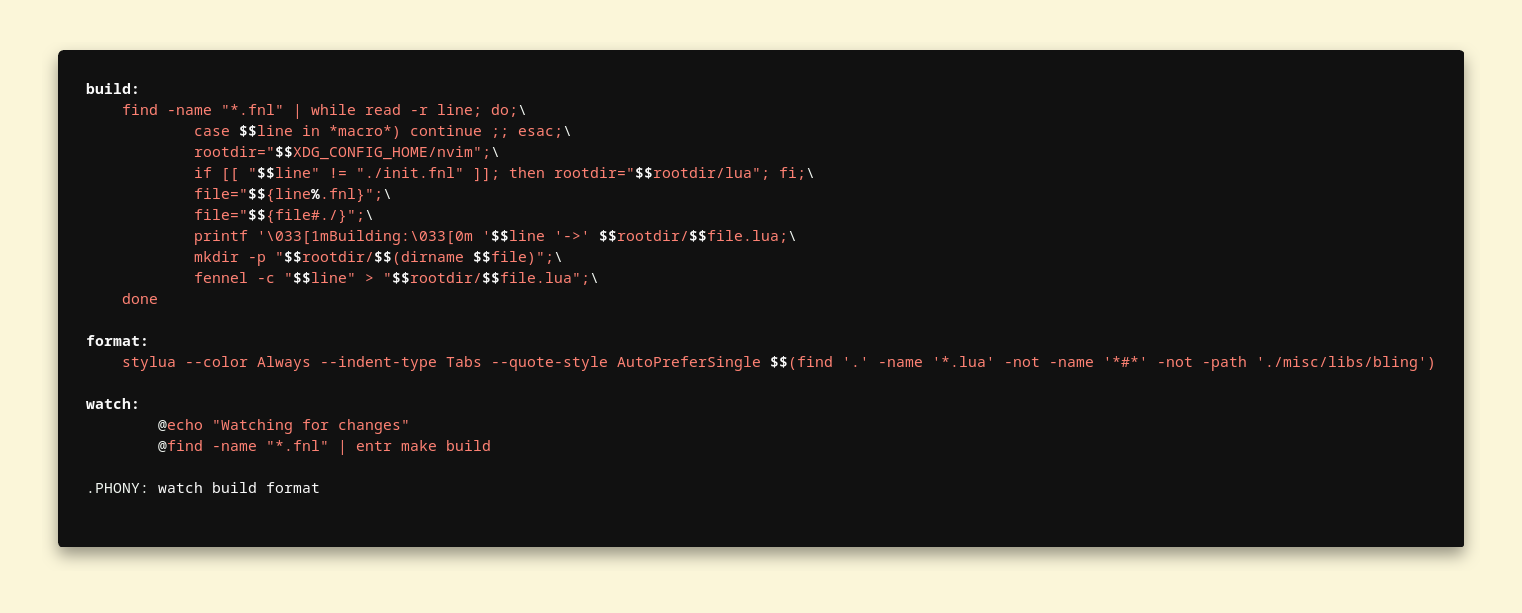 build:
    find -name "*.fnl" | while read -r line; do;\
            case $$line in *macro*) continue ;; esac;\
            rootdir="$$XDG_CONFIG_HOME/nvim";\
            if [[ "$$line" != "./init.fnl" ]]; then rootdir="$$rootdir/lua"; fi;\
            file="$${line%.fnl}";\
            file="$${file#./}";\
            printf '\033[1mBuilding:\033[0m '$$line '->' $$rootdir/$$file.lua;\
            mkdir -p "$$rootdir/$$(dirname $$file)";\
            fennel -c "$$line" > "$$rootdir/$$file.lua";\
    done

format:
    stylua --color Always --indent-type Tabs --quote-style AutoPreferSingle $$(find '.' -name '*.lua' -not -name '*#*' -not -path './misc/libs/bling')

watch:
        @echo "Watching for changes"
        @find -name "*.fnl" | entr make build

.PHONY: watch build format